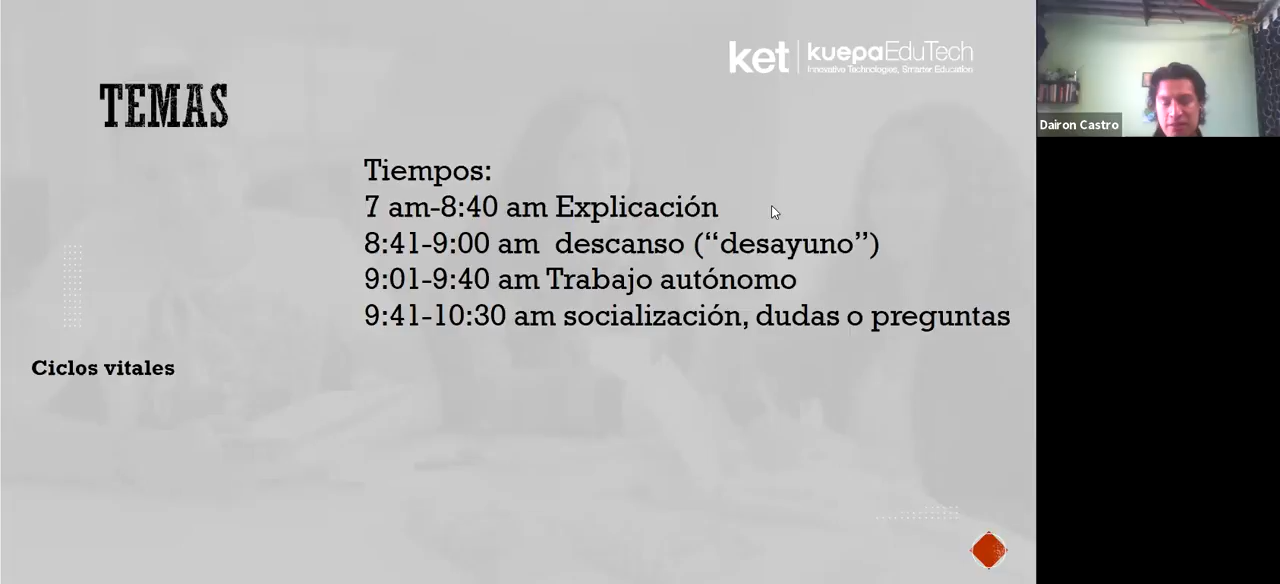 ket | kuepaEduTech
Innovative Technologies, Smarter Education
TEMAS
Tiempos:
7 am-8:40 am Explicación
8:41-9:00 am descanso (“desayuno”)
9:01-9:40 am Trabajo autónomo
9:41-10:30 am socialización, dudas o preguntas
Ciclos vitales
Dairon Castro